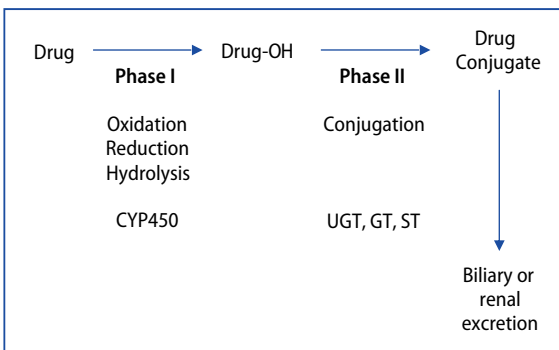 Drug
Drug-OH
Drug
Conjugate
Phase I
Phase II
Oxidation
Reduction
Hydrolysis
Conjugation
CYP450
UGT, GT, ST
Biliary or
renal
excretion